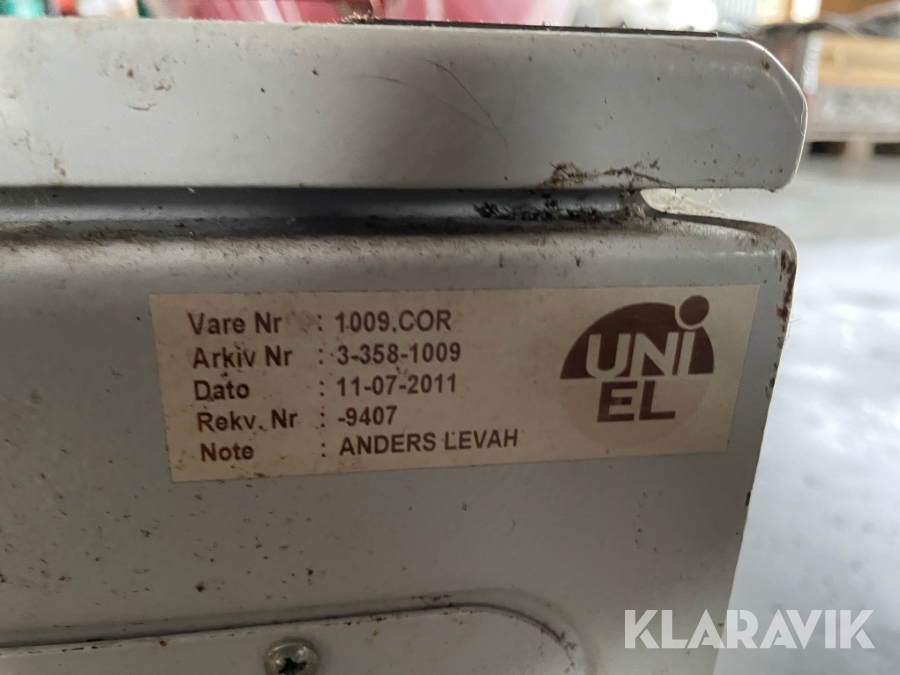 Vare Nr : 1009.COR
Arkiv Nr : 3-358-1009
Dato : 11-07-2011
Rekv. Nr : -9407
Note : ANDERS LEVAH
UNI
EL
KLARAVIK